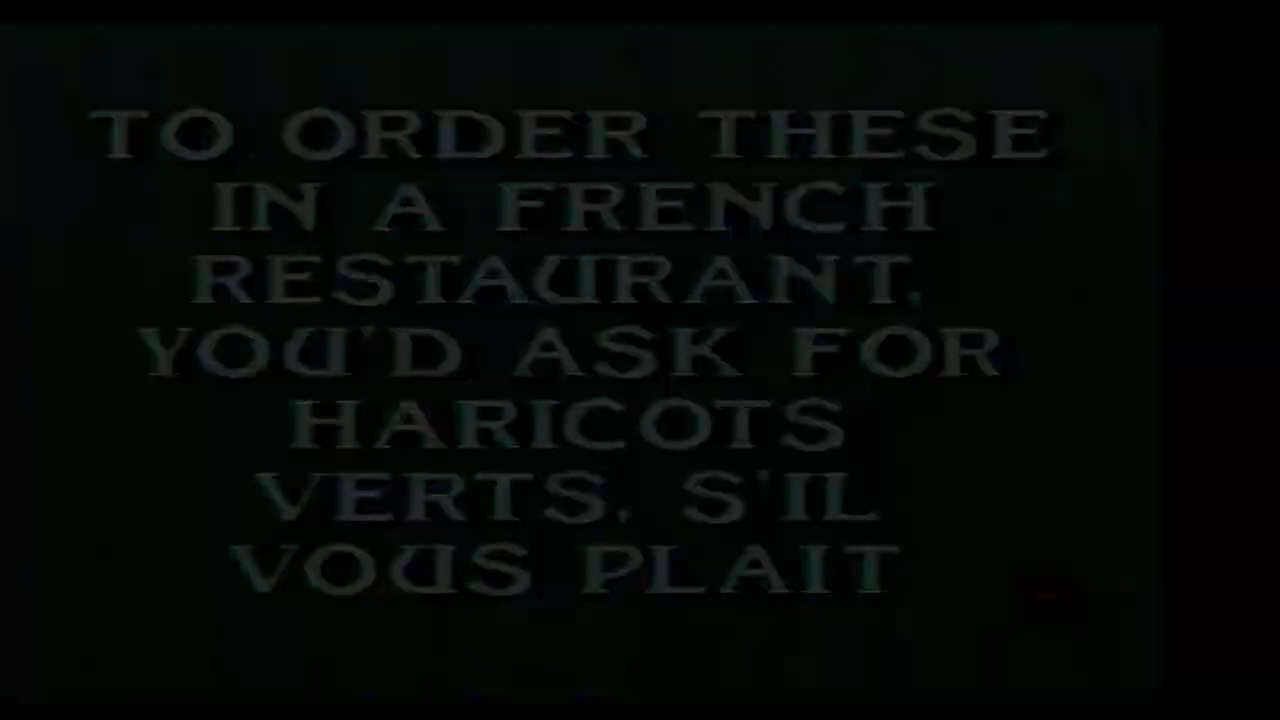 TO ORDER THESE
IN A FRENCH
RESTAURANT,
YOU'D ASK FOR
HARICOTS
VERTS, S'IL
VOUS PLAIT